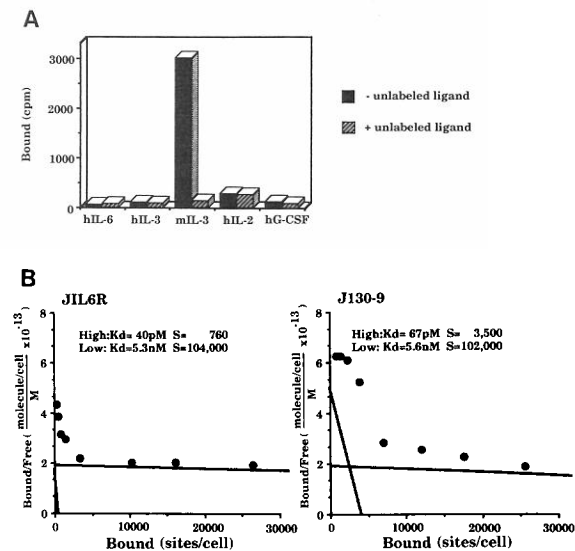 A
3000
2000
1000
0
Bound (cpm)
hIL-6 hIL-3 mIL-3 hIL-2 hG-CSF
- unlabeled ligand
+ unlabeled ligand
B
JIL6R
High:Kd= 40pM S= 760
Low: Kd=5.3nM S=104,000
Bound/Free ( molecule/cell / M x10⁻¹³ )
8
6
4
2
0
0 10000 20000 30000
Bound (sites/cell)
J130-9
High:Kd= 67pM S= 3,500
Low: Kd=5.6nM S=102,000
Bound/Free ( molecule/cell / M x10⁻¹³ )
8
6
4
2
0
0 10000 20000 30000
Bound (sites/cell)